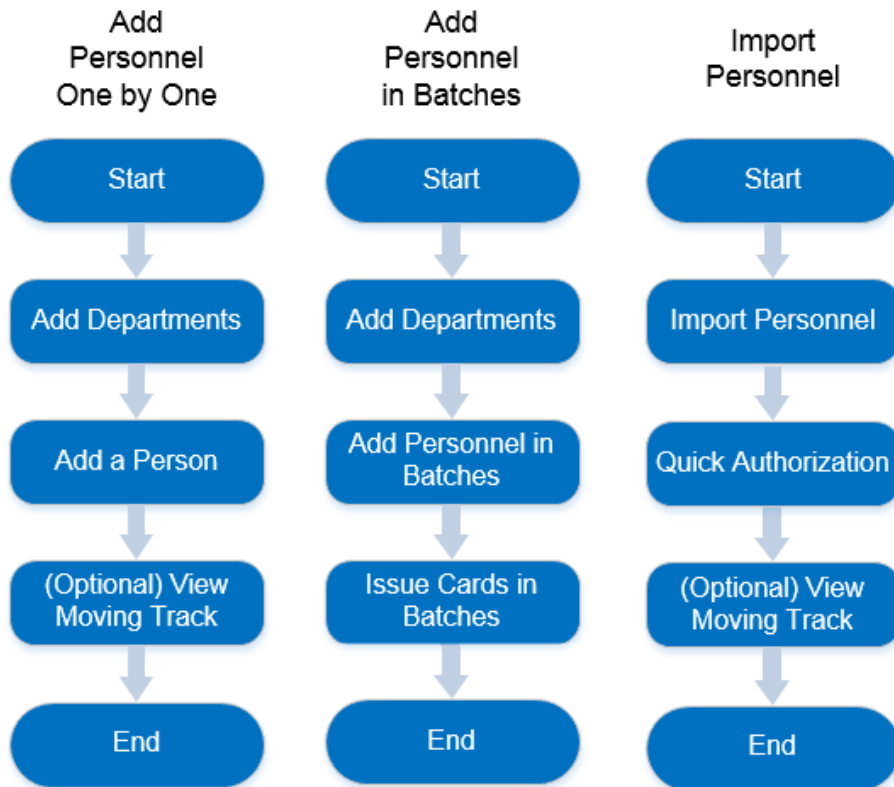 Add
Personnel
One by One
Start
Add Departments
Add a Person
(Optional) View
Moving Track
End
Add
Personnel
in Batches
Start
Add Departments
Add Personnel in
Batches
Issue Cards in
Batches
End
Import
Personnel
Start
Import Personnel
Quick Authorization
(Optional) View
Moving Track
End